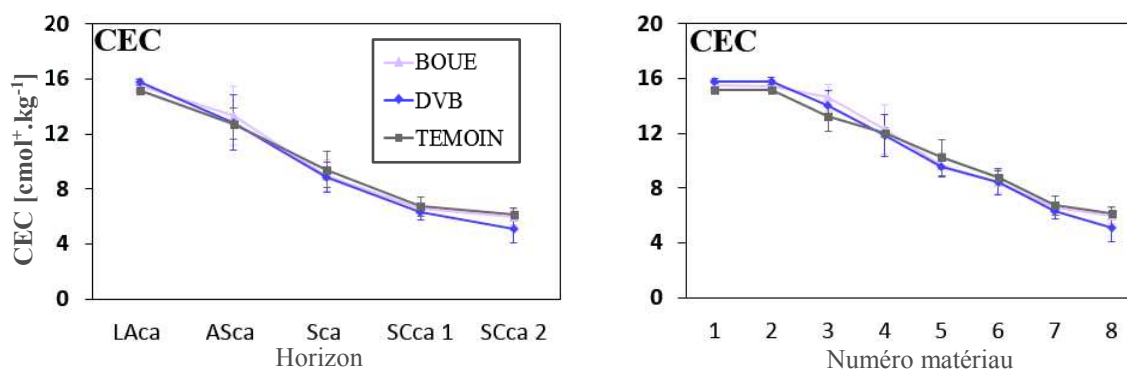 CEC
CEC [cmol⁺.kg⁻¹]
20
16
12
8
4
0
BOUE
DVB
TEMOIN
LAca ASca Sca SCca 1 SCca 2
Horizon
CEC
20
16
12
8
4
0
1 2 3 4 5 6 7 8
Numéro matériau